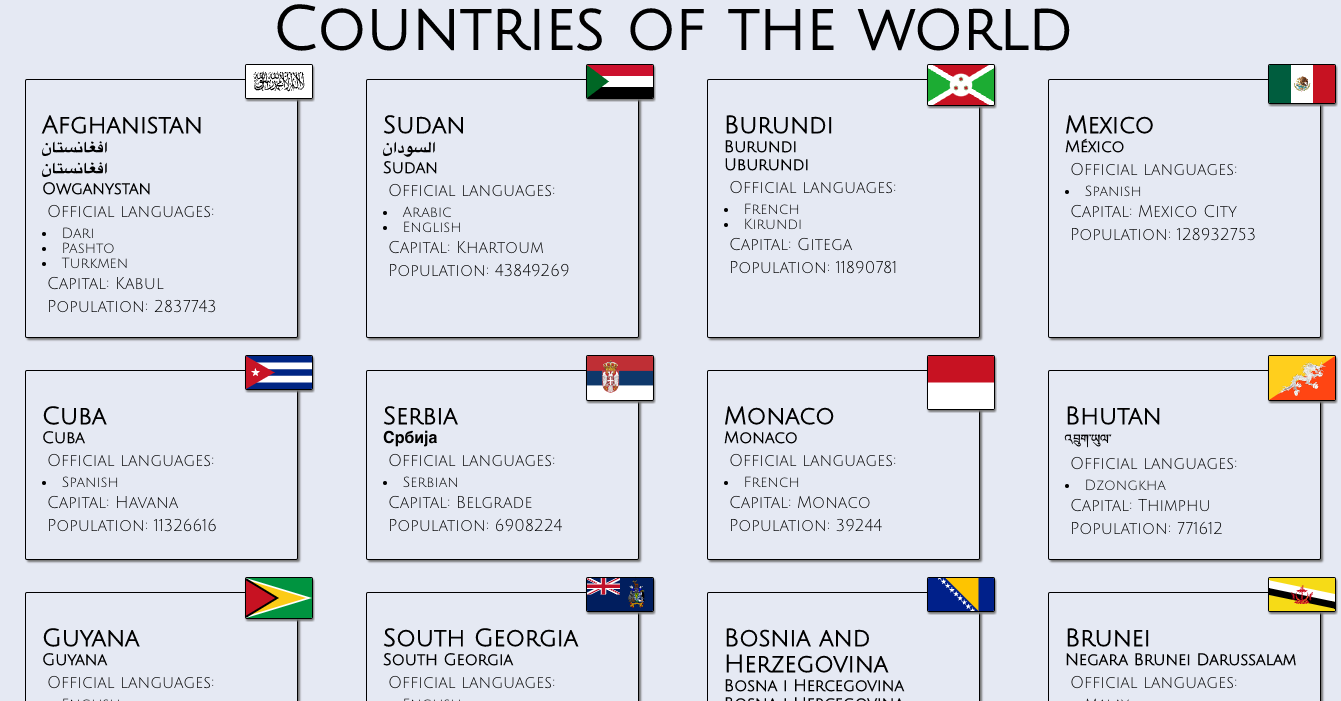 Countries of the world
Afghanistan
افغانستان
افغانستان
Owganystan
Official languages:
Dari
Pashto
Turkmen
Capital: Kabul
Population: 2837743
Sudan
السودان
Sudan
Official languages:
Arabic
English
Capital: Khartoum
Population: 43849269
Burundi
Burundi
Uburundi
Official languages:
French
Kirundi
Capital: Gitega
Population: 11890781
Mexico
México
Official languages:
Spanish
Capital: Mexico City
Population: 128932753
Cuba
Cuba
Official languages:
Spanish
Capital: Havana
Population: 11326616
Serbia
Србија
Official languages:
Serbian
Capital: Belgrade
Population: 6908224
Monaco
Monaco
Official languages:
French
Capital: Monaco
Population: 39244
Bhutan
འབྲུག་ཡུལ་
Official languages:
Dzongkha
Capital: Thimphu
Population: 771612
Guyana
Guyana
Official languages:
South Georgia
South Georgia
Official languages:
Bosnia and
Herzegovina
Bosna i Hercegovina
Brunei
Negara Brunei Darussalam
Official languages: